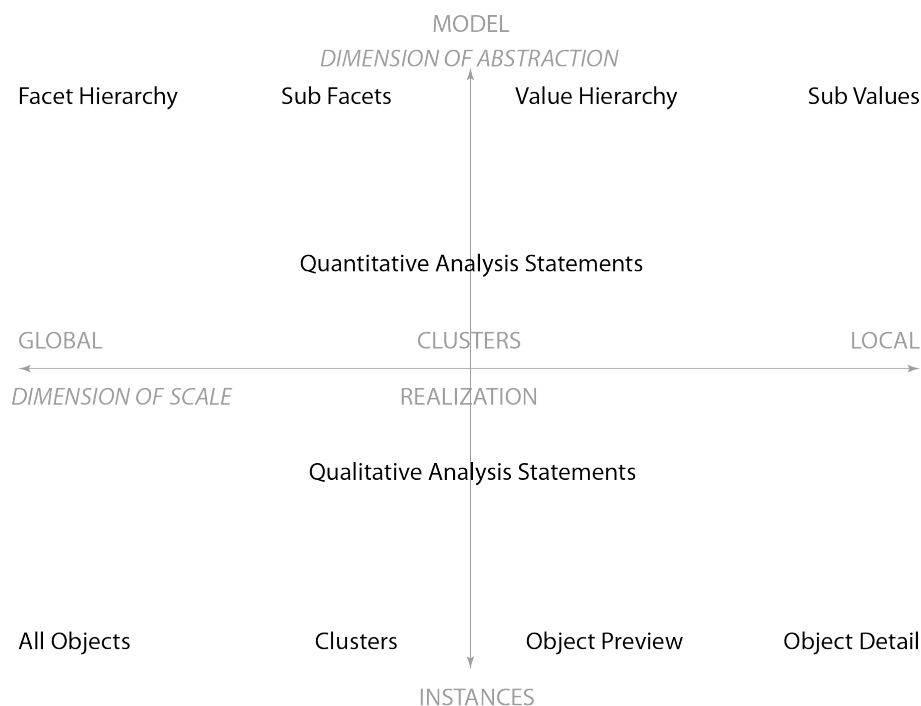 MODEL
DIMENSION OF ABSTRACTION
Facet Hierarchy Sub Facets Value Hierarchy Sub Values
Quantitative Analysis Statements
GLOBAL CLUSTERS LOCAL
DIMENSION OF SCALE REALIZATION
Qualitative Analysis Statements
All Objects Clusters Object Preview Object Detail
INSTANCES